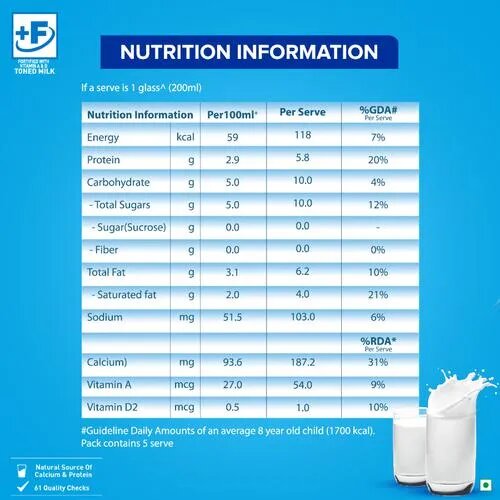 +F
FORTIFIED WITH
VITAMIN A & D
TONED MILK
NUTRITION INFORMATION
If a serve is 1 glass^ (200ml)
Nutrition Information Per100ml* Per Serve %GDA# Per Serve
Energy kcal 59 118 7%
Protein g 2.9 5.8 20%
Carbohydrate g 5.0 10.0 4%
- Total Sugars g 5.0 10.0 12%
- Sugar(Sucrose) g 0.0 0.0 -
- Fiber g 0.0 0.0 0%
Total Fat g 3.1 6.2 10%
- Saturated fat g 2.0 4.0 21%
Sodium mg 51.5 103.0 6%
%RDA*
Per Serve
Calcium) mg 93.6 187.2 31%
Vitamin A mcg 27.0 54.0 9%
Vitamin D2 mcg 0.5 1.0 10%
#Guideline Daily Amounts of an average 8 year old child (1700 kcal).
Pack contains 5 serve
Natural Source Of
Calcium & Protein
61 Quality Checks